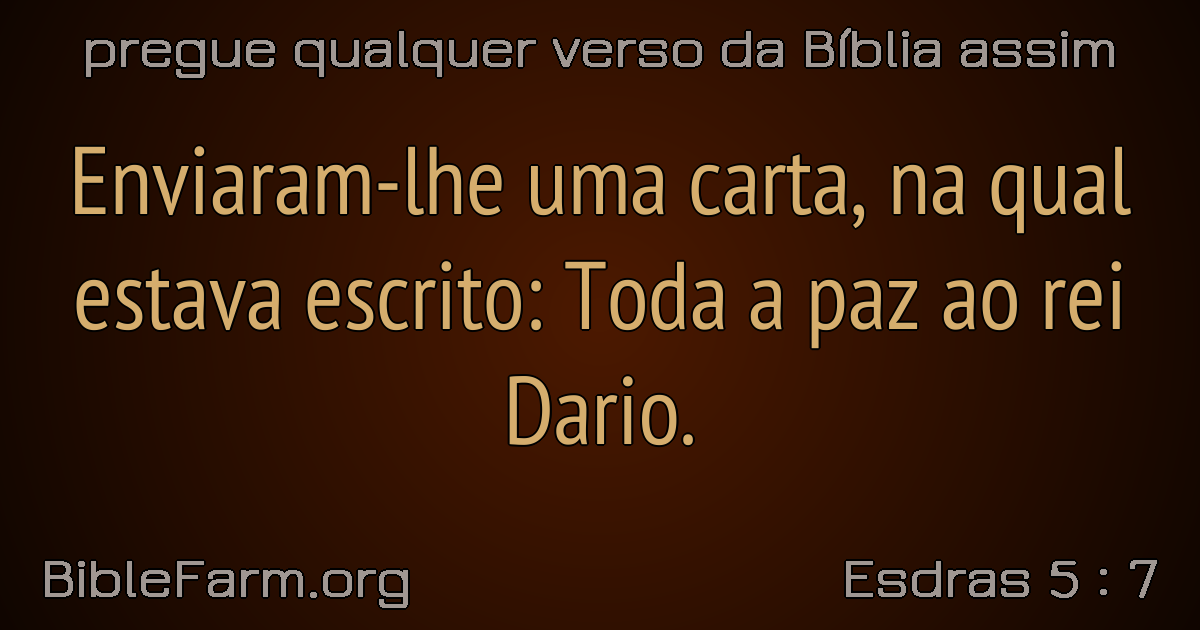 pregue qualquer verso da Bíblia assim
Enviaram-lhe uma carta, na qual
estava escrito: Toda a paz ao rei
Dario.
BibleFarm.org
Esdras 5 : 7